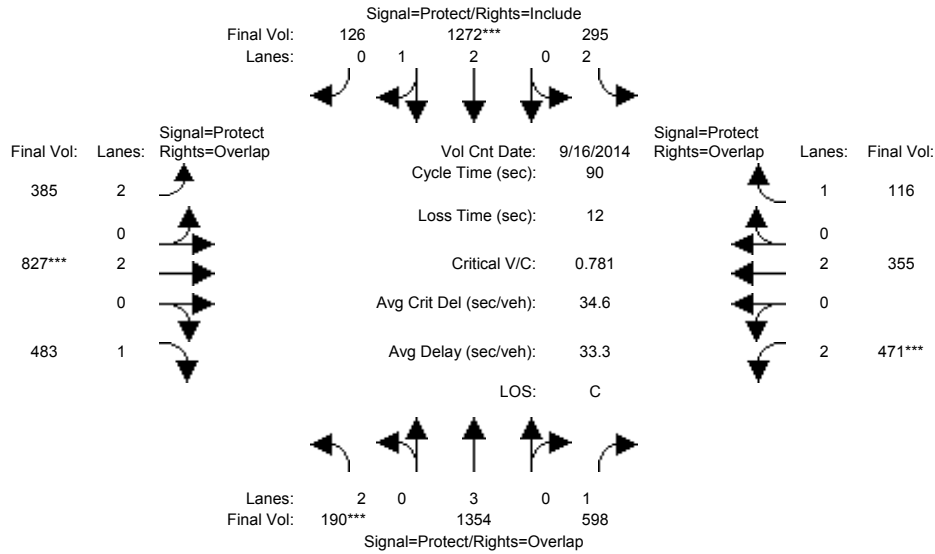 Signal=Protect/Rights=Include
Final Vol: 126 1272*** 295
Lanes: 0 1 2 0 2
Signal=Protect Signal=Protect
Final Vol: Lanes: Rights=Overlap Vol Cnt Date: 9/16/2014 Rights=Overlap Lanes: Final Vol:
Cycle Time (sec): 90
385 2 1 116
Loss Time (sec): 12
0 0
827*** 2 Critical V/C: 0.781 2 355
0 Avg Crit Del (sec/veh): 34.6 0
483 1 Avg Delay (sec/veh): 33.3 2 471***
LOS: C
Lanes: 2 0 3 0 1
Final Vol: 190*** 1354 598
Signal=Protect/Rights=Overlap